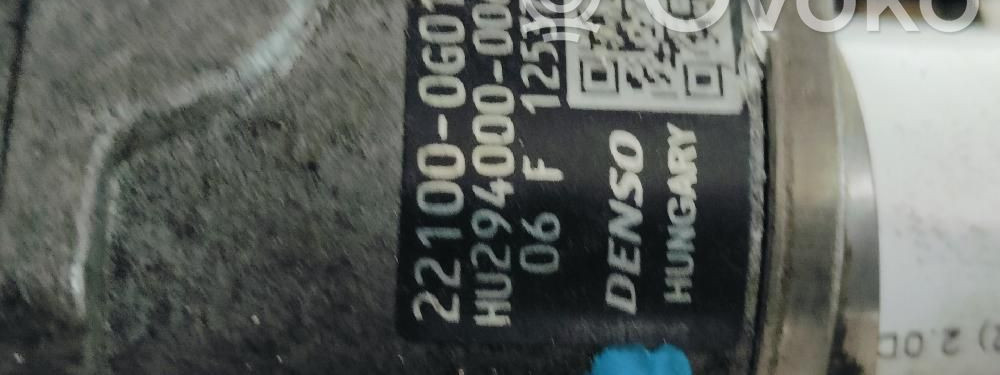 22100-0G01
HU294000-00
06 F 125
DENSO
HUNGARY
OVOKO
) 2.0D